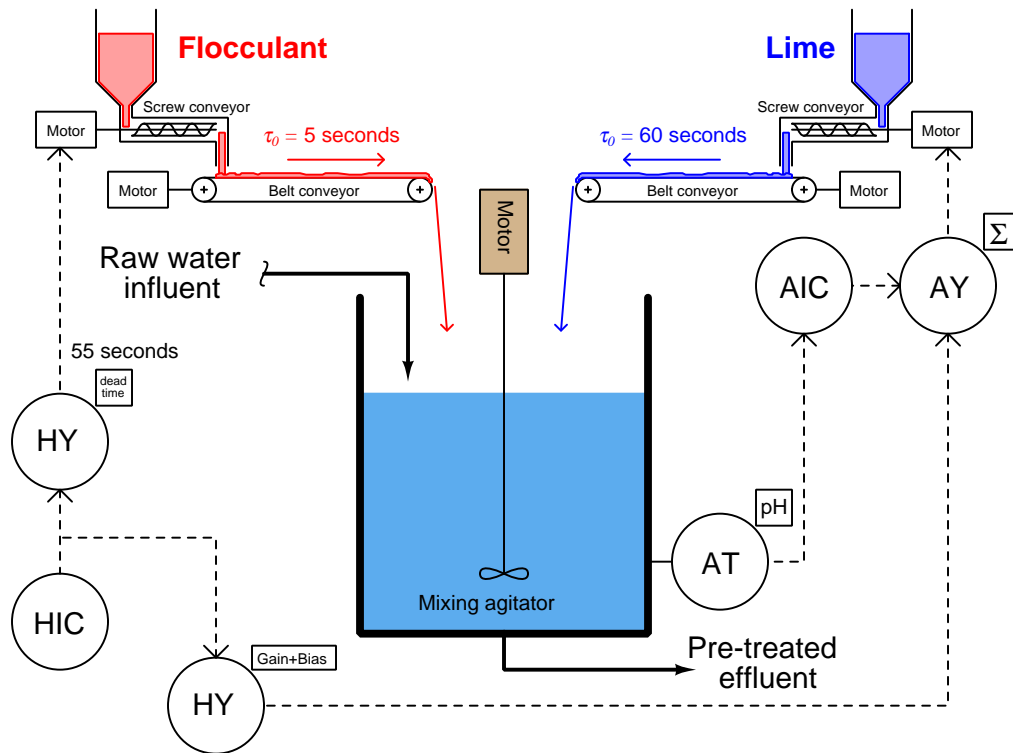 Flocculant
Lime
Screw conveyor
Screw conveyor
Motor
τ0 = 5 seconds
τ0 = 60 seconds
Motor
Motor
+
Belt conveyor
+
+
Belt conveyor
+
Motor
Motor
Σ
Raw water
influent
AIC
AY
55 seconds
dead
time
HY
pH
AT
Mixing agitator
HIC
Gain+Bias
HY
Pre-treated
effluent